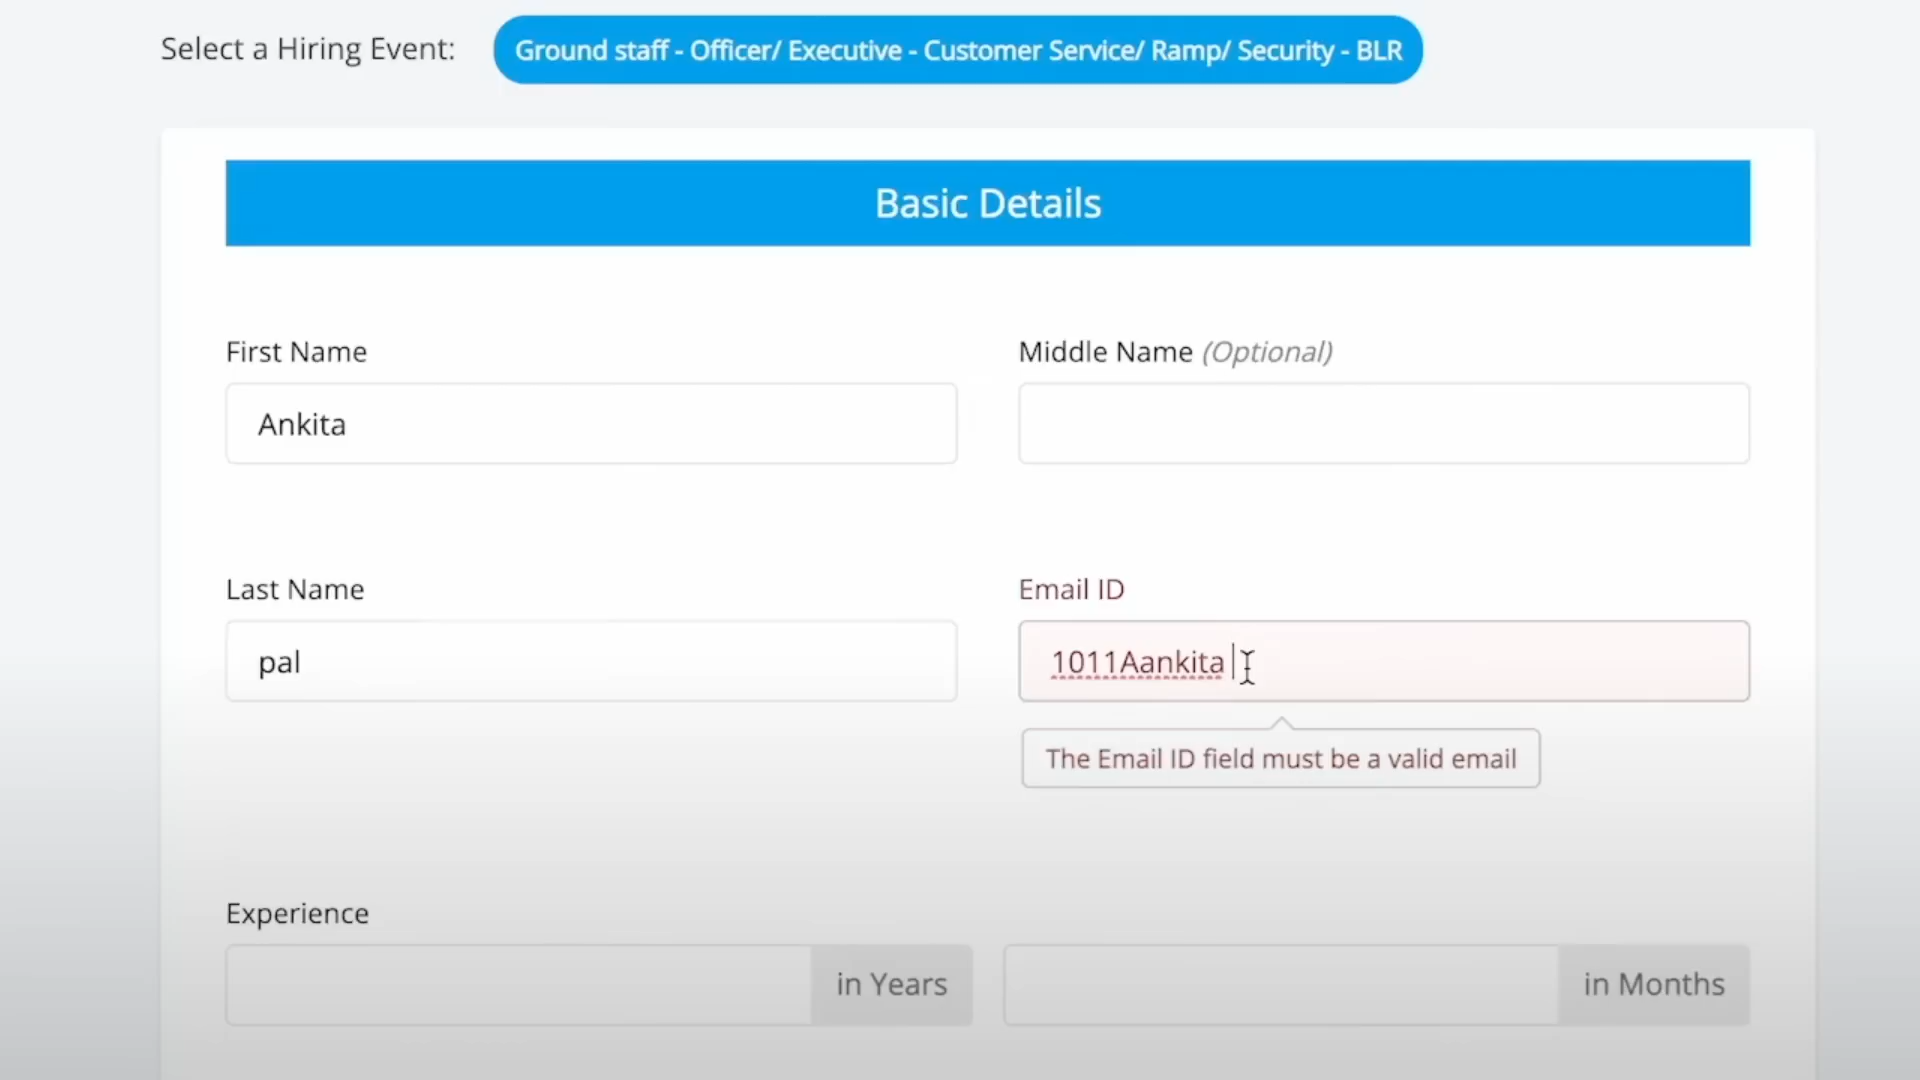 Select a Hiring Event: Ground staff - Officer/ Executive - Customer Service/ Ramp/ Security - BLR
Basic Details
First Name
Middle Name (Optional)
Ankita
Last Name
Email ID
pal
1011Aankita
The Email ID field must be a valid email
Experience
in Years
in Months